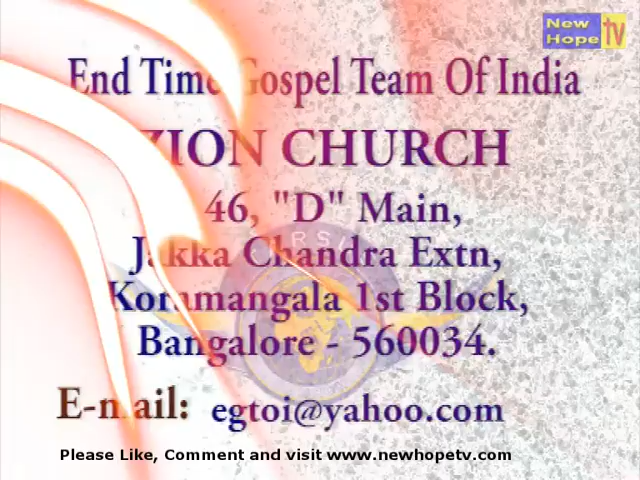 New
Hope tv
End Time Gospel Team Of India
ZION CHURCH
46, "D" Main,
Jakka Chandra Extn,
Korammangala 1st Block,
Bangalore - 560034.
E-mail: egtoi@yahoo.com
Please Like, Comment and visit www.newhopetv.com